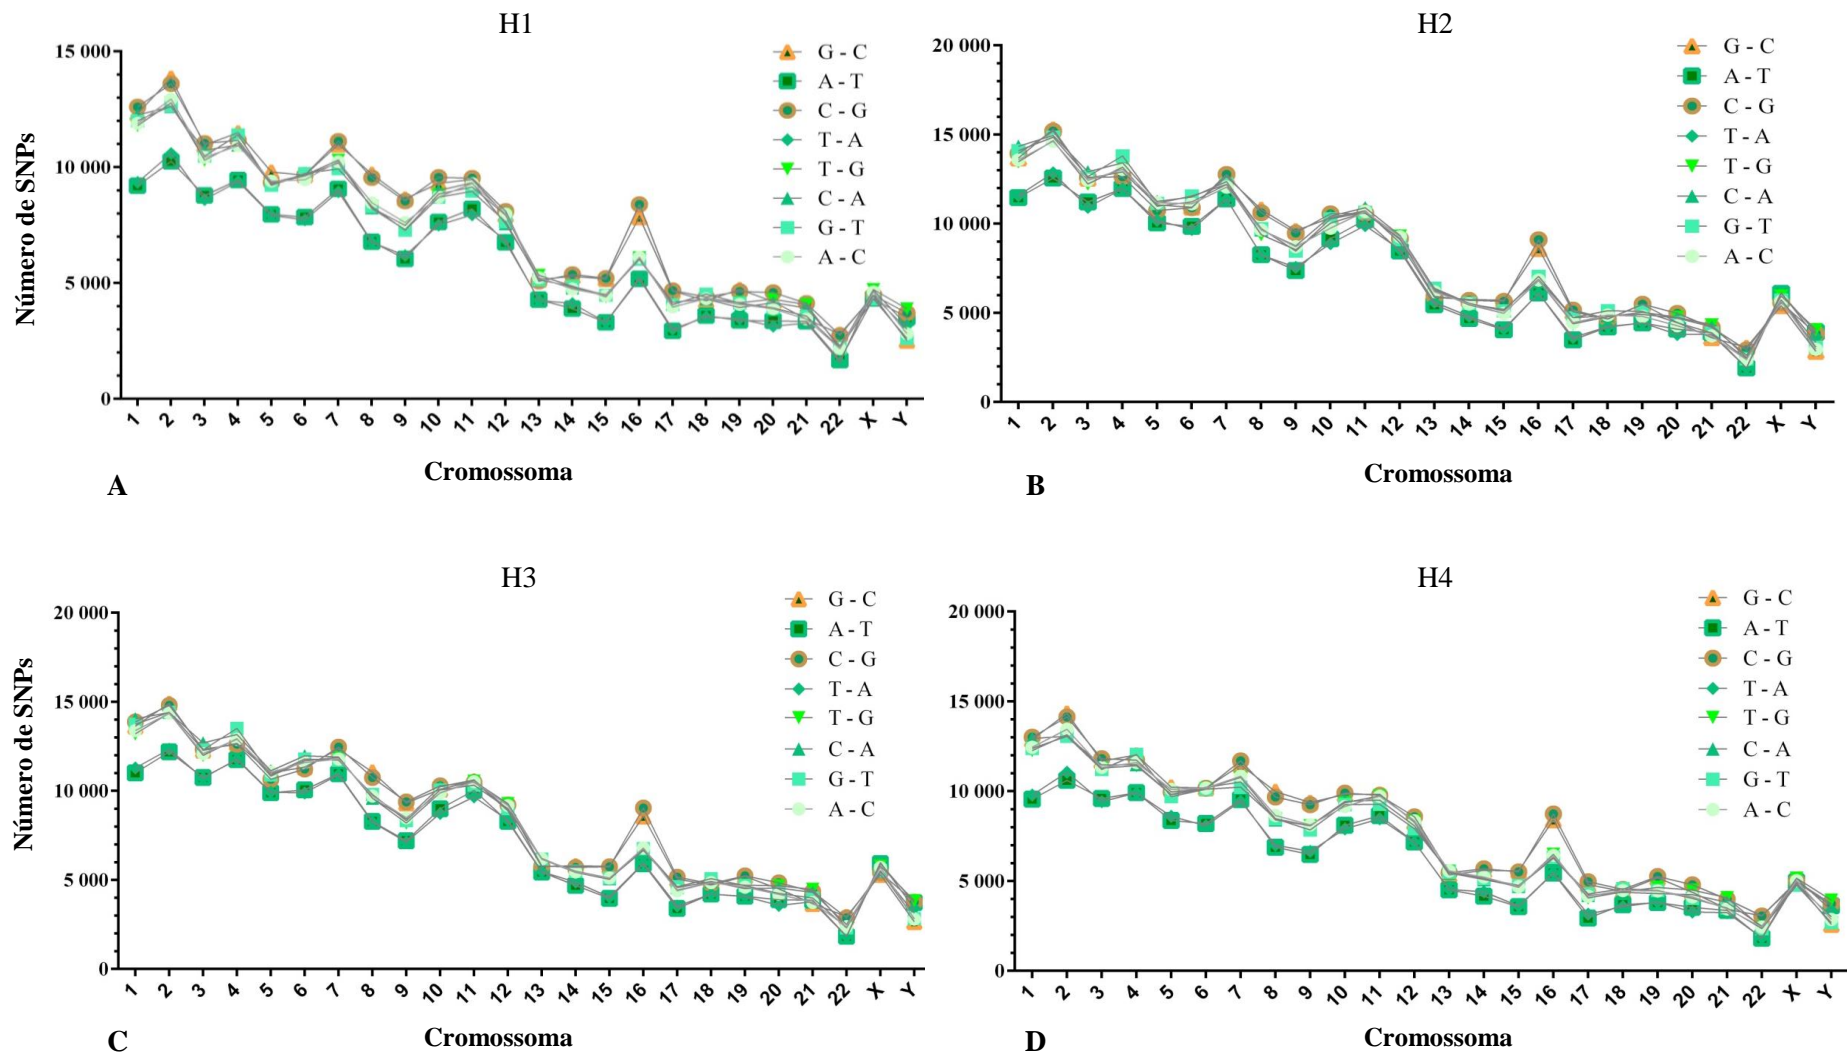 H1
15 000
10 000
5 000
0
Número de SNPs
G - C
A - T
C - G
T - A
T - G
C - A
G - T
A - C
1 2 3 4 5 6 7 8 9 10 11 12 13 14 15 16 17 18 19 20 21 22 X Y
Cromossoma
A
H2
20 000
15 000
10 000
5 000
0
G - C
A - T
C - G
T - A
T - G
C - A
G - T
A - C
1 2 3 4 5 6 7 8 9 10 11 12 13 14 15 16 17 18 19 20 21 22 X Y
Cromossoma
B
H3
20 000
15 000
10 000
5 000
0
Número de SNPs
G - C
A - T
C - G
T - A
T - G
C - A
G - T
A - C
1 2 3 4 5 6 7 8 9 10 11 12 13 14 15 16 17 18 19 20 21 22 X Y
Cromossoma
C
H4
20 000
15 000
10 000
5 000
0
G - C
A - T
C - G
T - A
T - G
C - A
G - T
A - C
1 2 3 4 5 6 7 8 9 10 11 12 13 14 15 16 17 18 19 20 21 22 X Y
Cromossoma
D